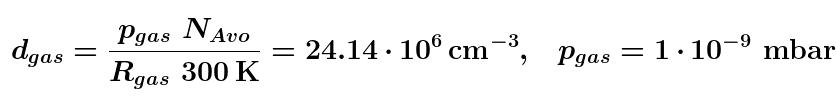 d_gas = p_gas N_Avo / R_gas 300 K = 24.14 · 10^6 cm^−3, p_gas = 1 · 10^−9 mbar